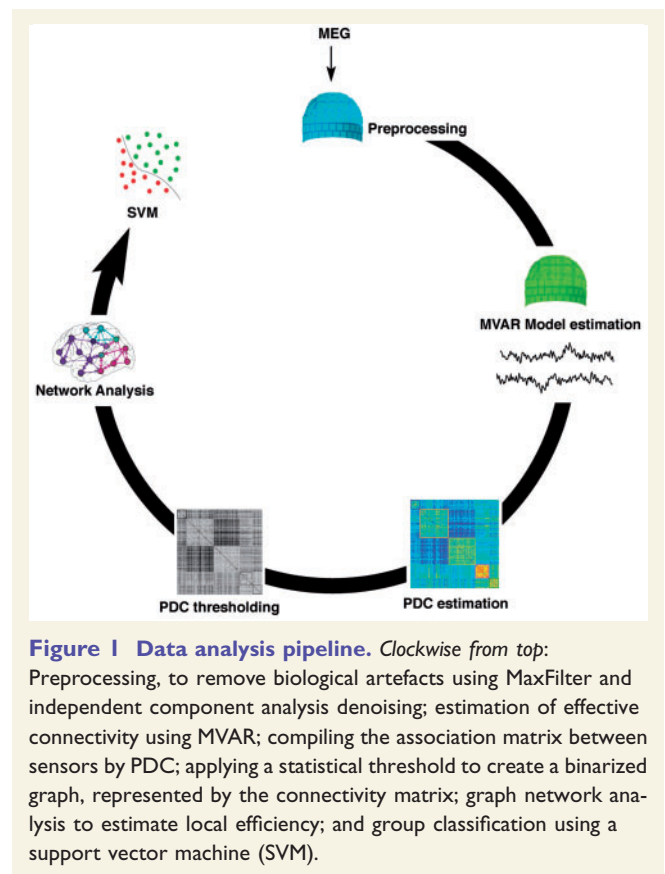 MEG
Preprocessing
MVAR Model estimation
PDC estimation
PDC thresholding
Network Analysis
SVM
Figure 1 Data analysis pipeline. Clockwise from top:
Preprocessing, to remove biological artefacts using MaxFilter and
independent component analysis denoising; estimation of effective
connectivity using MVAR; compiling the association matrix between
sensors by PDC; applying a statistical threshold to create a binarized
graph, represented by the connectivity matrix; graph network ana-
lysis to estimate local efficiency; and group classification using a
support vector machine (SVM).